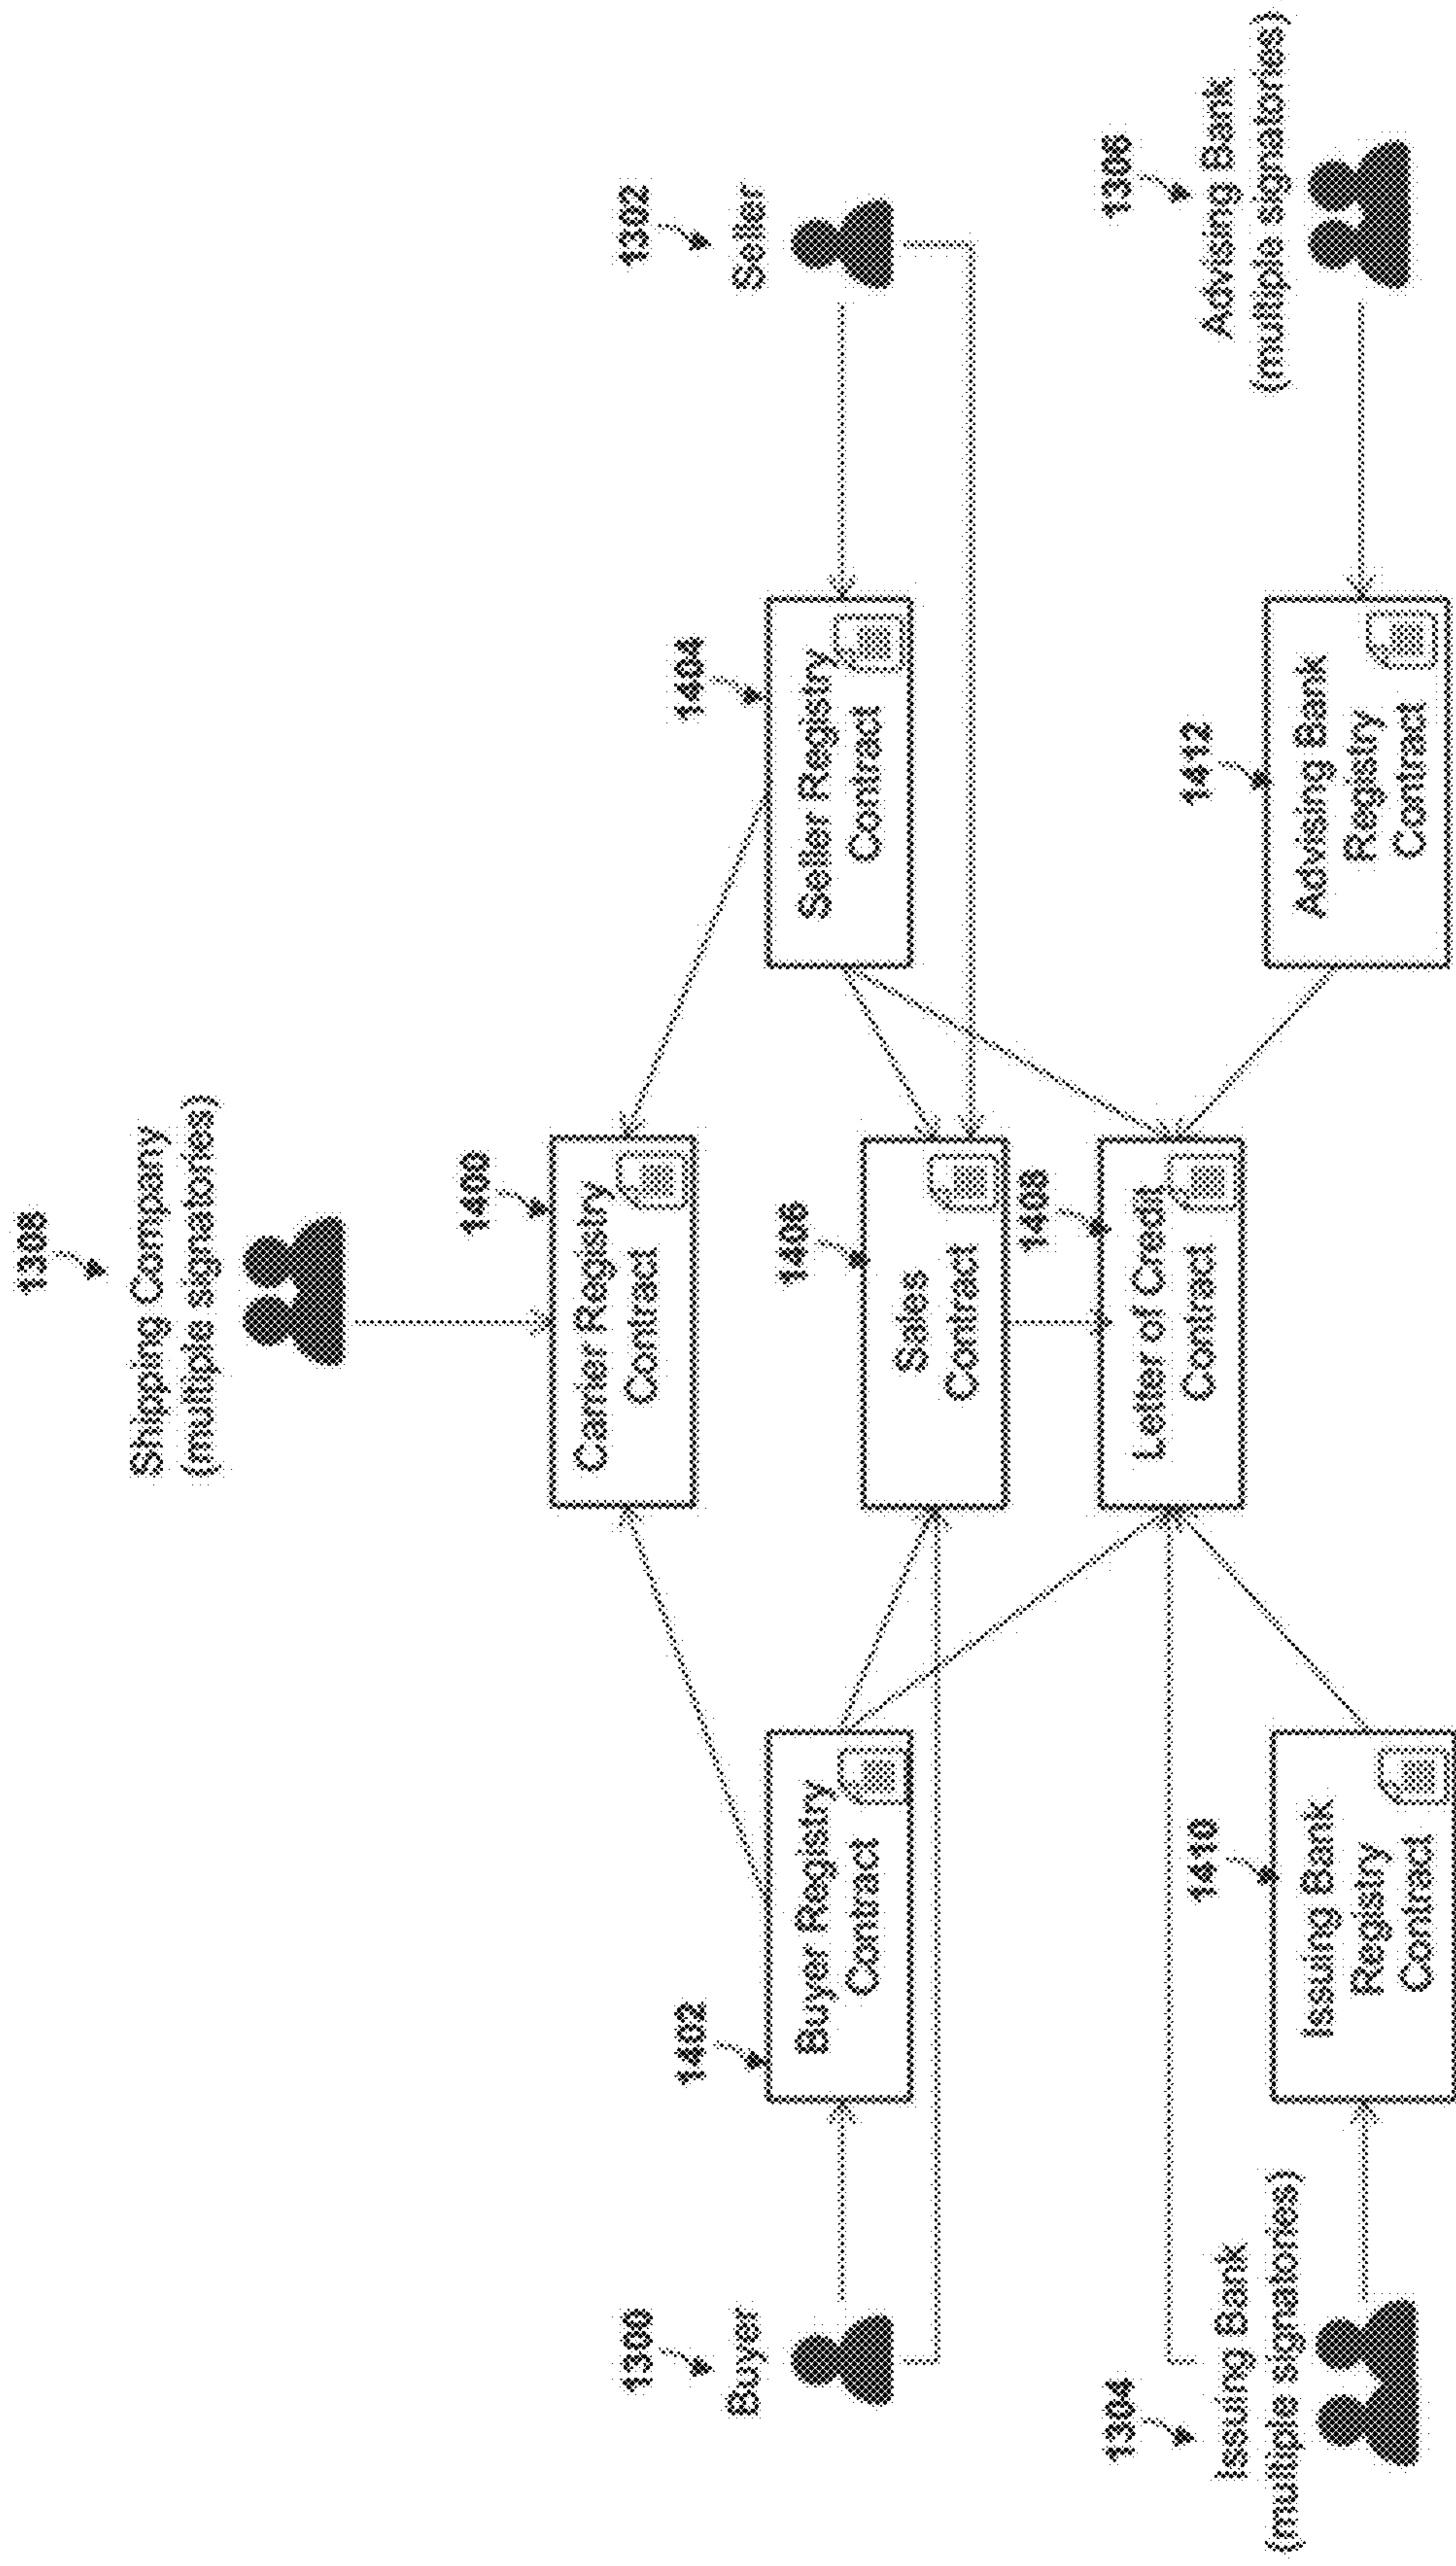 1308
Shipping Company
(multiple signatories)
1400
Carrier Registry
Contract
1300
Buyer
1402
Buyer Registry
Contract
1406
Sales
Contract
1404
Seller Registry
Contract
1302
Seller
1408
Letter of Credit
Contract
1304
Issuing Bank
(multiple signatories)
1410
Issuing Bank
Registry
Contract
1412
Advising Bank
Registry
Contract
1306
Advising Bank
(multiple signatories)